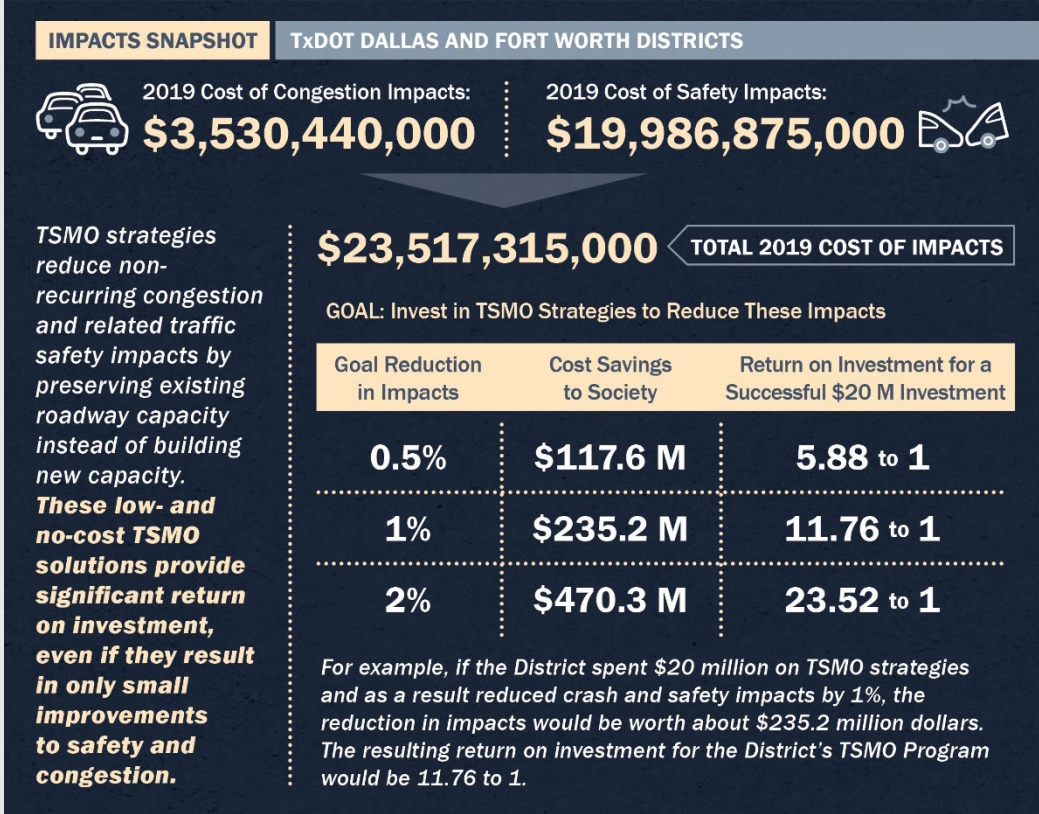 IMPACTS SNAPSHOT
TxDOT DALLAS AND FORT WORTH DISTRICTS
2019 Cost of Congestion Impacts:
$3,530,440,000
2019 Cost of Safety Impacts:
$19,986,875,000
TSMO strategies
reduce non-
recurring congestion
and related traffic
safety impacts by
preserving existing
roadway capacity
instead of building
new capacity.
These low- and
no-cost TSMO
solutions provide
significant return
on investment,
even if they result
in only small
improvements
to safety and
congestion.
$23,517,315,000
TOTAL 2019 COST OF IMPACTS
GOAL: Invest in TSMO Strategies to Reduce These Impacts
Goal Reduction
in Impacts
Cost Savings
to Society
Return on Investment for a
Successful $20 M Investment
0.5% $117.6 M 5.88 to 1
1% $235.2 M 11.76 to 1
2% $470.3 M 23.52 to 1
For example, if the District spent $20 million on TSMO strategies
and as a result reduced crash and safety impacts by 1%, the
reduction in impacts would be worth about $235.2 million dollars.
The resulting return on investment for the District's TSMO Program
would be 11.76 to 1.